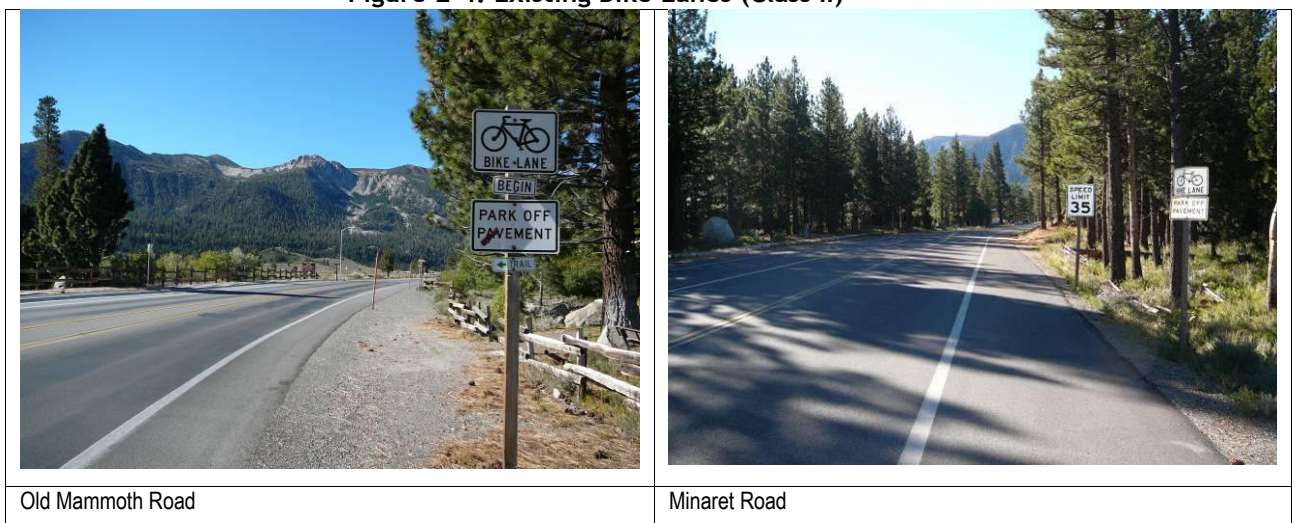 Figure 2-4. Existing Bike Lanes (Class II)
BIKE LANE
BEGIN
PARK OFF
PAVEMENT
TRAIL
SPEED
LIMIT
35
BIKE LANE
PARK OFF
PAVEMENT
Old Mammoth Road
Minaret Road